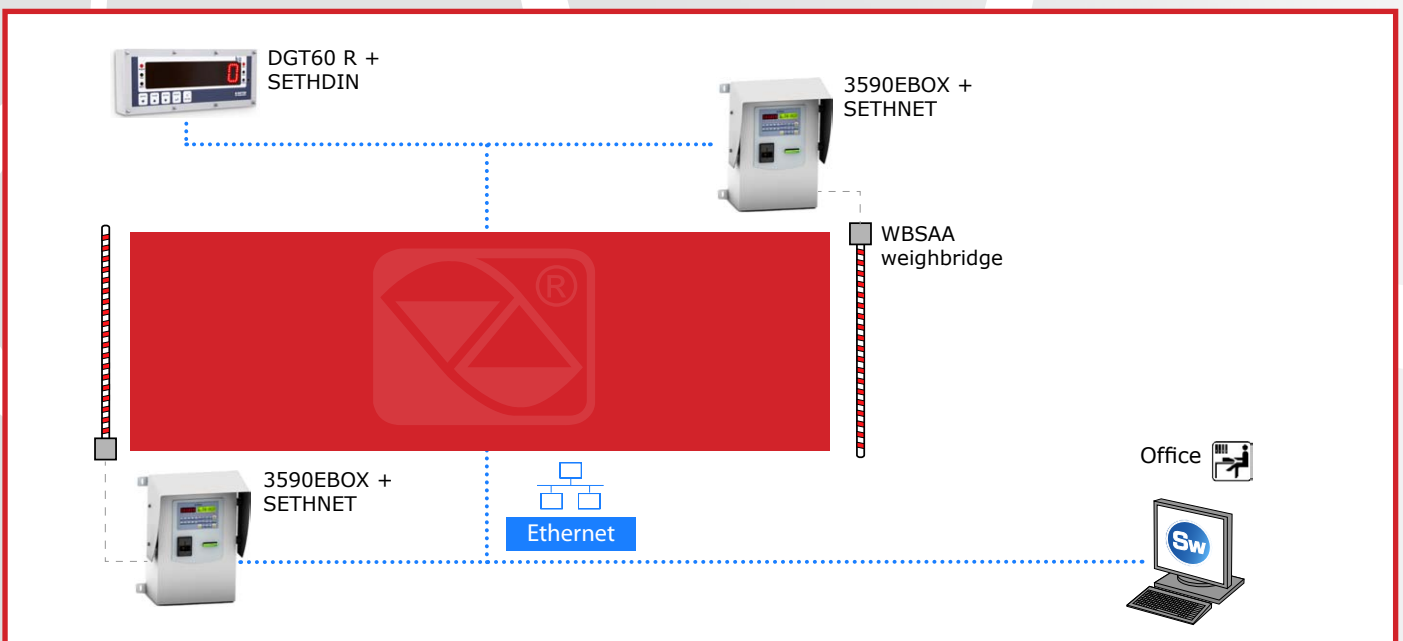 DGT60 R +
SETHDIN
0
3590EBOX +
SETHNET
®
WBSAA
weighbridge
3590EBOX +
SETHNET
Ethernet
Office
Sw